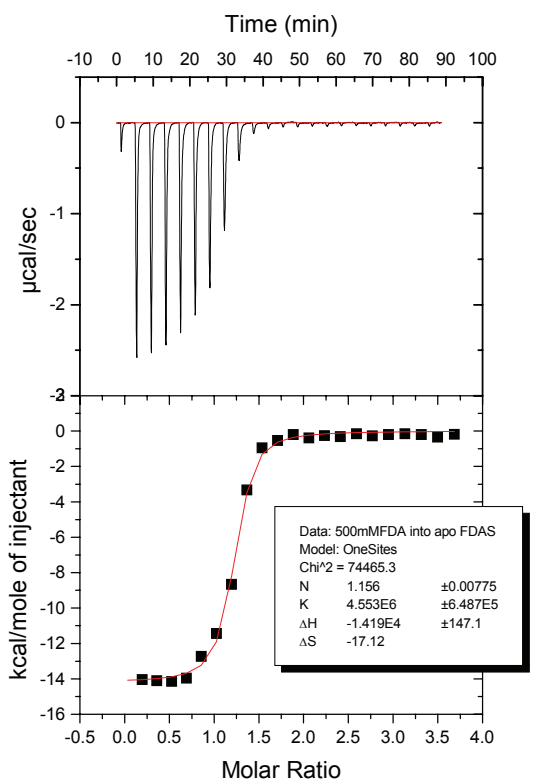 Time (min)
-10 0 10 20 30 40 50 60 70 80 90 100
0
-1
-2
-3
µcal/sec
2
0
-2
-4
-6
-8
-10
-12
-14
-16
kcal/mole of injectant
Data: 500mMFDA into apo FDAS
Model: OneSites
Chi^2 = 74465.3
N 1.156 ±0.00775
K 4.553E6 ±6.487E5
ΔH -1.419E4 ±147.1
ΔS -17.12
-0.5 0.0 0.5 1.0 1.5 2.0 2.5 3.0 3.5 4.0
Molar Ratio